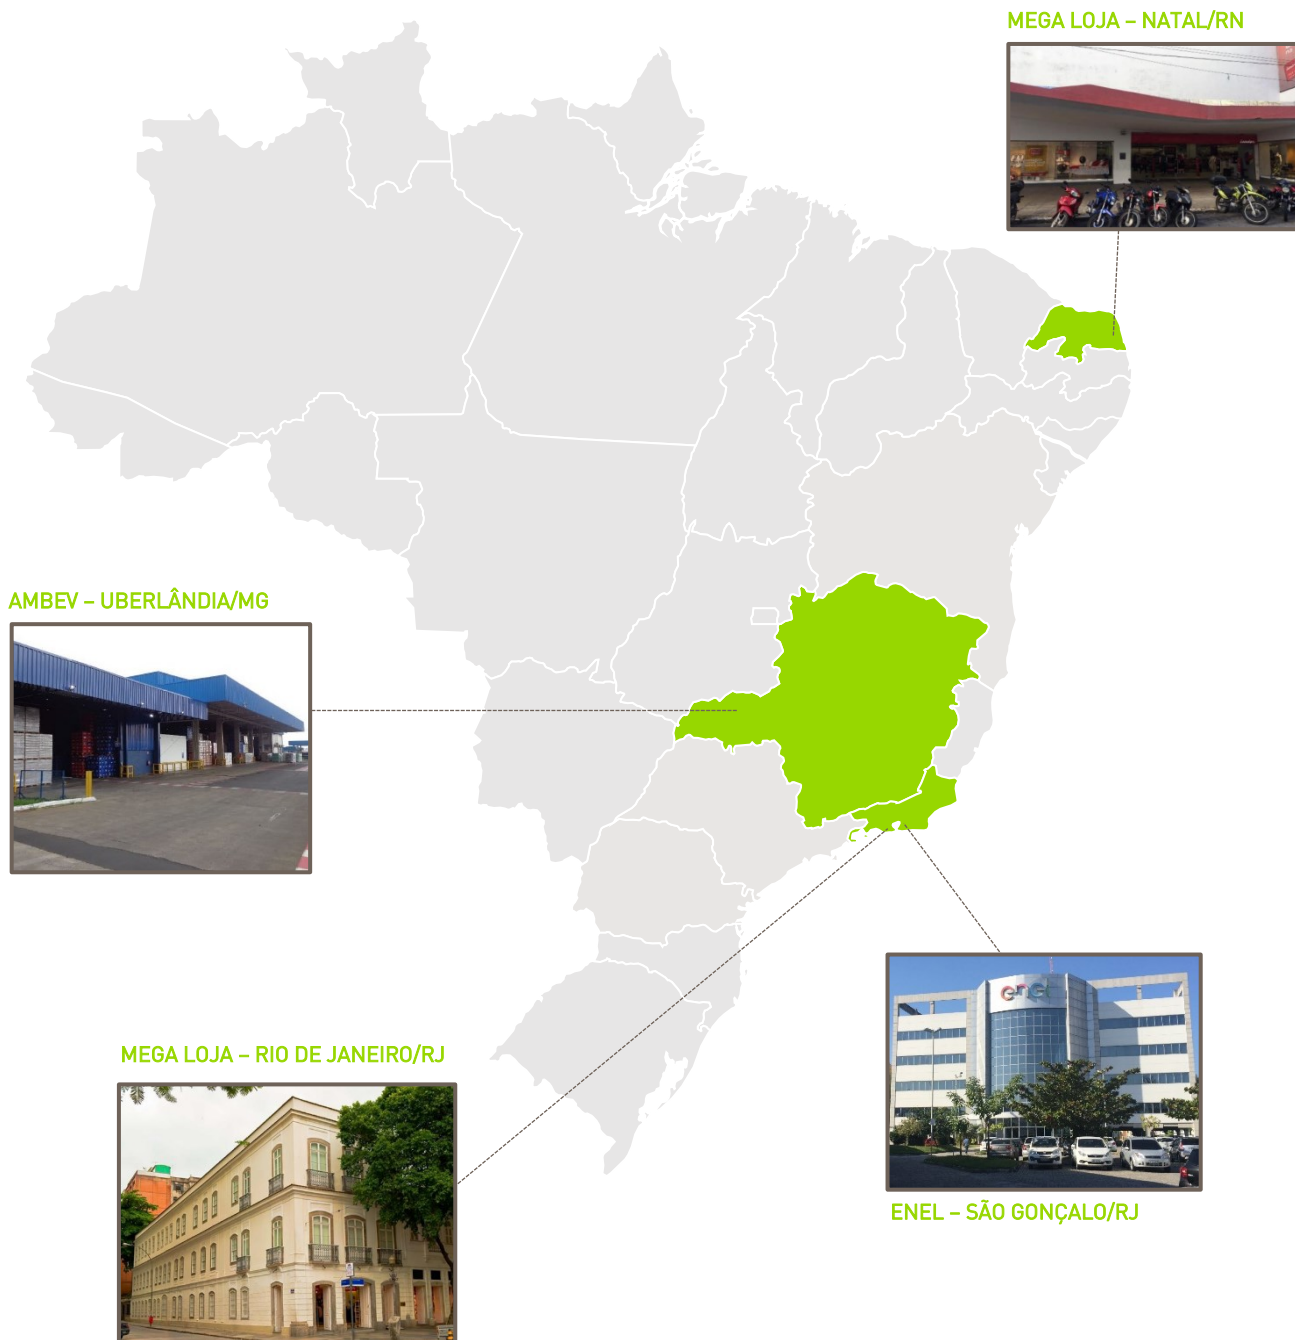 MEGA LOJA – NATAL/RN
AMBEV – UBERLÂNDIA/MG
enel
MEGA LOJA – RIO DE JANEIRO/RJ
ENEL – SÃO GONÇALO/RJ